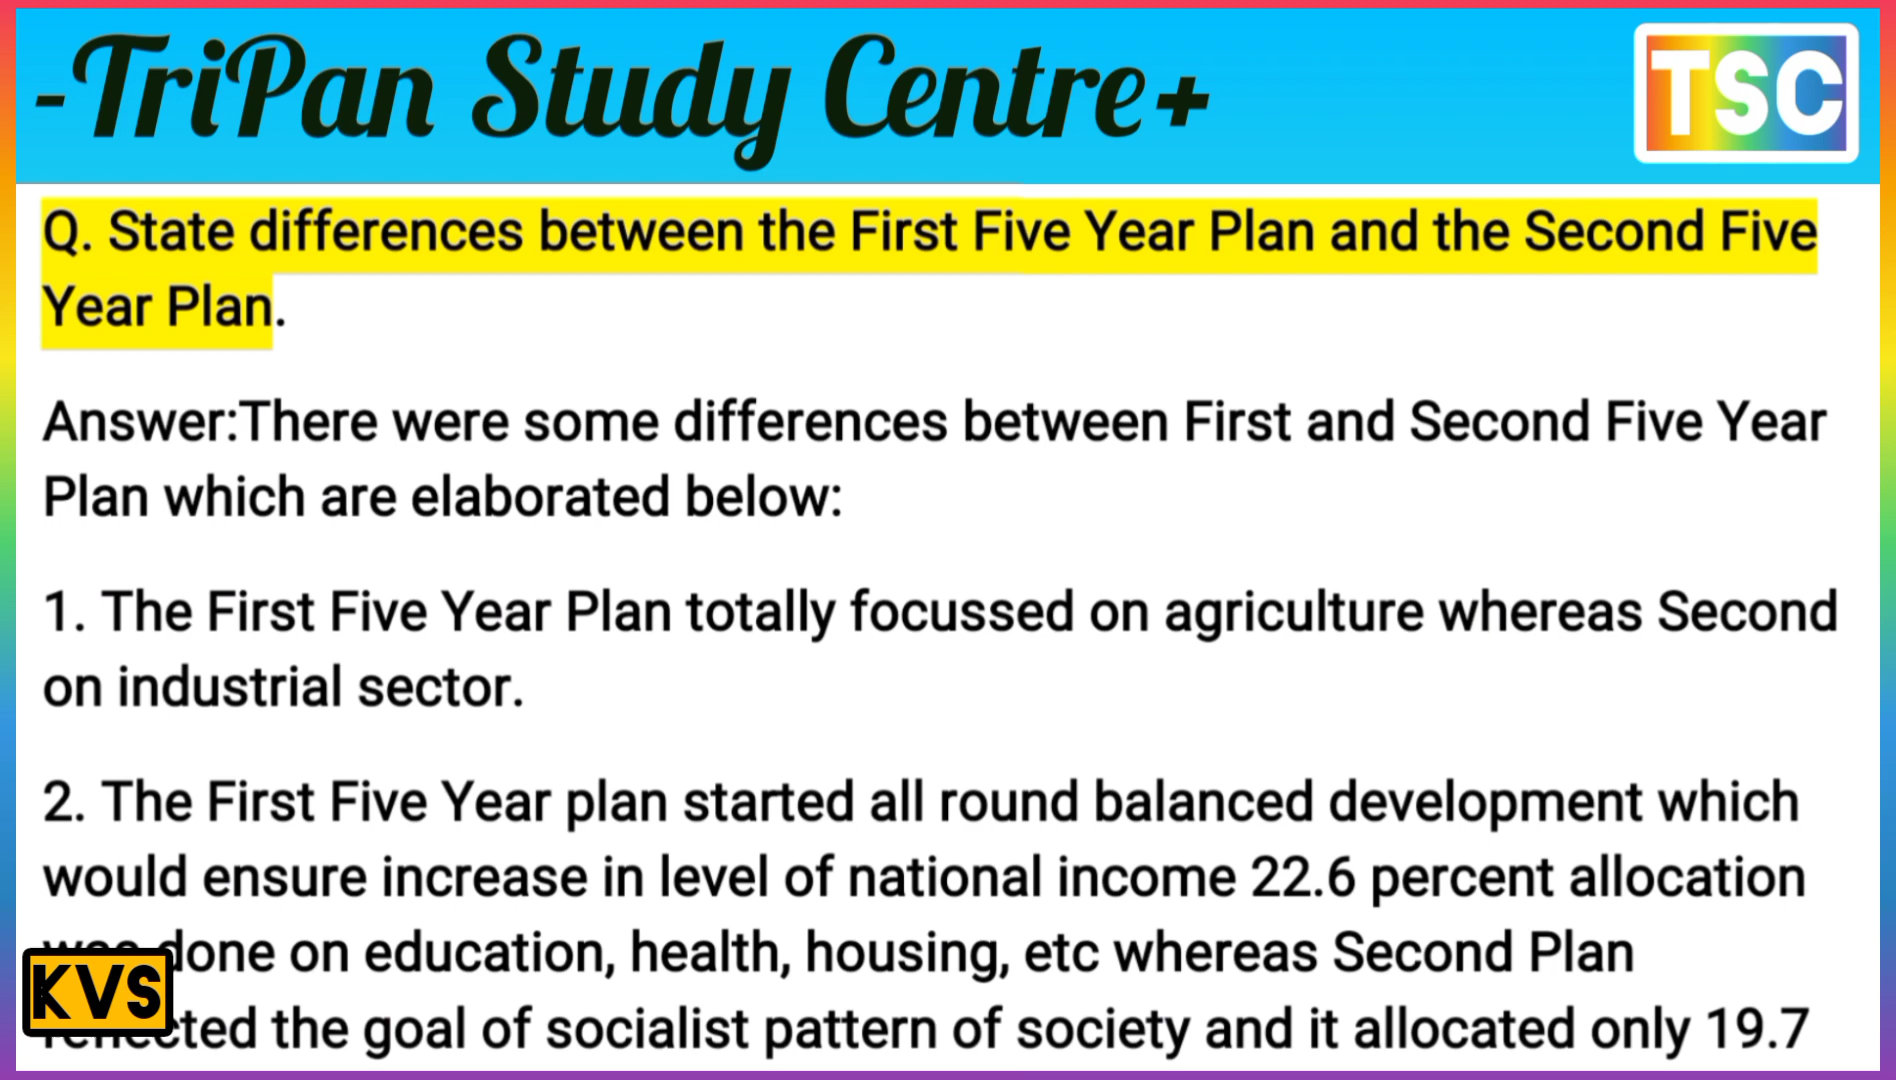 -TriPan Study Centre+
TSC
Q. State differences between the First Five Year Plan and the Second Five
Year Plan.
Answer:There were some differences between First and Second Five Year
Plan which are elaborated below:
1. The First Five Year Plan totally focussed on agriculture whereas Second
on industrial sector.
2. The First Five Year plan started all round balanced development which
would ensure increase in level of national income 22.6 percent allocation
done on education, health, housing, etc whereas Second Plan
KVS
the goal of socialist pattern of society and it allocated only 19.7